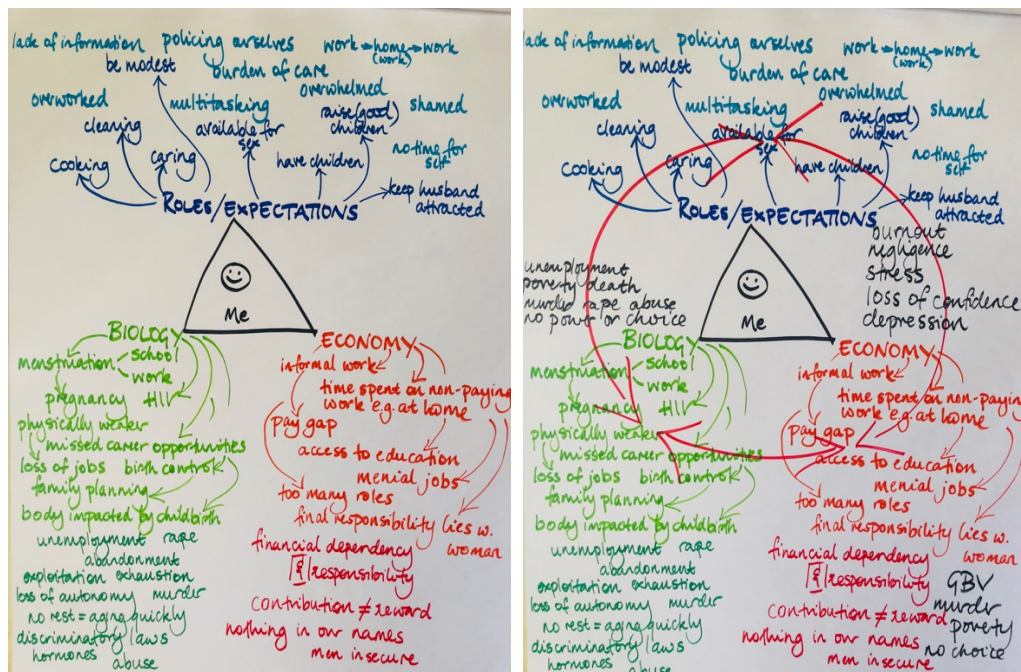 lack of information policing ourselves work → home → work
(work)
be modest burden of care
overwhelmed
overworked multitasking raise (good) shamed
cleaning available for children
sex no time for
cooking caring have children self
keep husband
attracted
ROLES/EXPECTATIONS
Me
BIOLOGY
menstruation school
work
pregnancy HIV
physically weaker
missed career opportunities
loss of jobs birth control
family planning
body impacted by childbirth
unemployment rape
abandonment
exploitation exhaustion
loss of autonomy murder
no rest = aging quickly
discriminatory laws
hormones abuse
ECONOMY
informal work
time spent on non-paying
work e.g. at home
pay gap
access to education
menial jobs
too many roles
final responsibility lies w.
woman
financial dependency
& responsibility
contribution ≠ reward
nothing in our names
men insecure
lack of information policing ourselves work → home → work
(work)
be modest burden of care
overwhelmed
overworked multitasking raise (good) shamed
cleaning available for children
sex no time for
cooking caring have children self
keep husband
attracted
ROLES/EXPECTATIONS
burnout
negligence
stress
loss of confidence
depression
unemployment
poverty death
murder rape abuse
no power or choice
Me
BIOLOGY
menstruation school
work
pregnancy HIV
physically weaker
missed career opportunities
loss of jobs birth control
family planning
body impacted by childbirth
unemployment rape
abandonment
exploitation exhaustion
loss of autonomy murder
no rest = aging quickly
discriminatory laws
hormones abuse
ECONOMY
informal work
time spent on non-paying
work e.g. at home
pay gap
access to education
menial jobs
too many roles
final responsibility lies w.
woman
financial dependency
& responsibility
contribution ≠ reward
nothing in our names
men insecure
GBV
murder
poverty
no choice